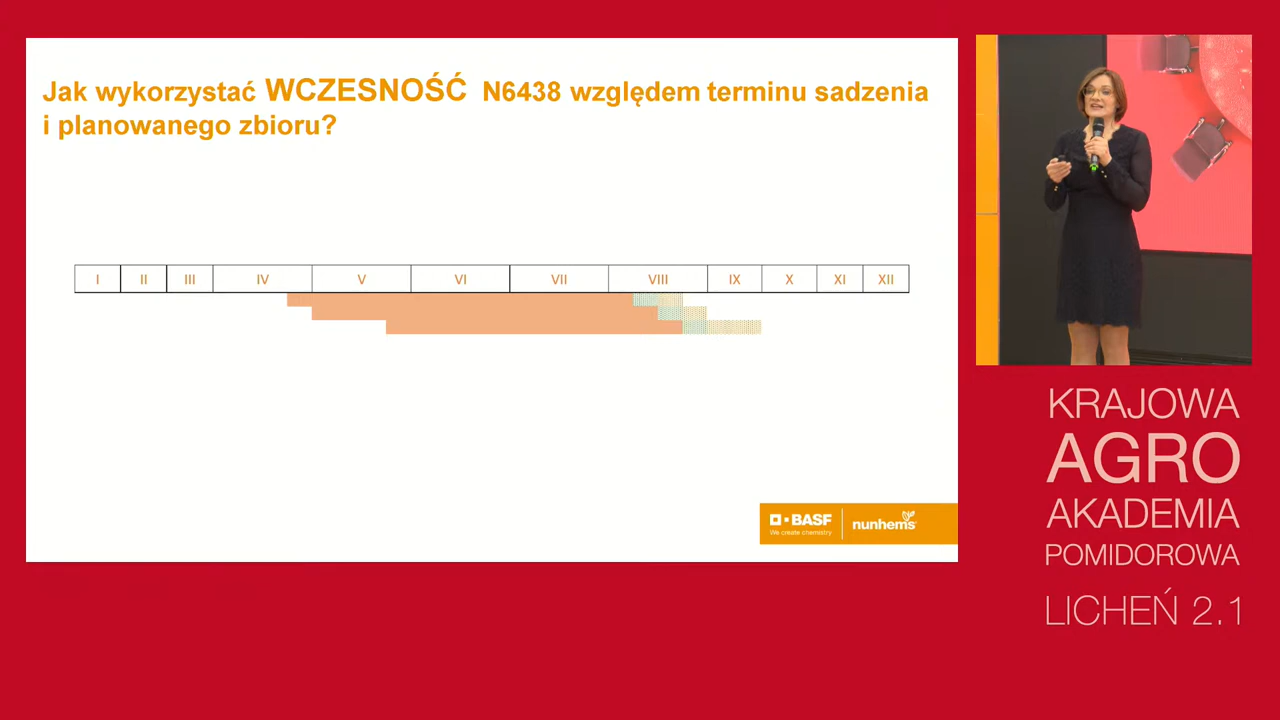 Jak wykorzystać WCZESNOŚĆ N6438 względem terminu sadzenia
i planowanego zbioru?
I II III IV V VI VII VIII IX X XI XII
BASF
We create chemistry
nunhems
KRAJOWA
AGRO
AKADEMIA
POMIDOROWA
LICHEŃ 2.1